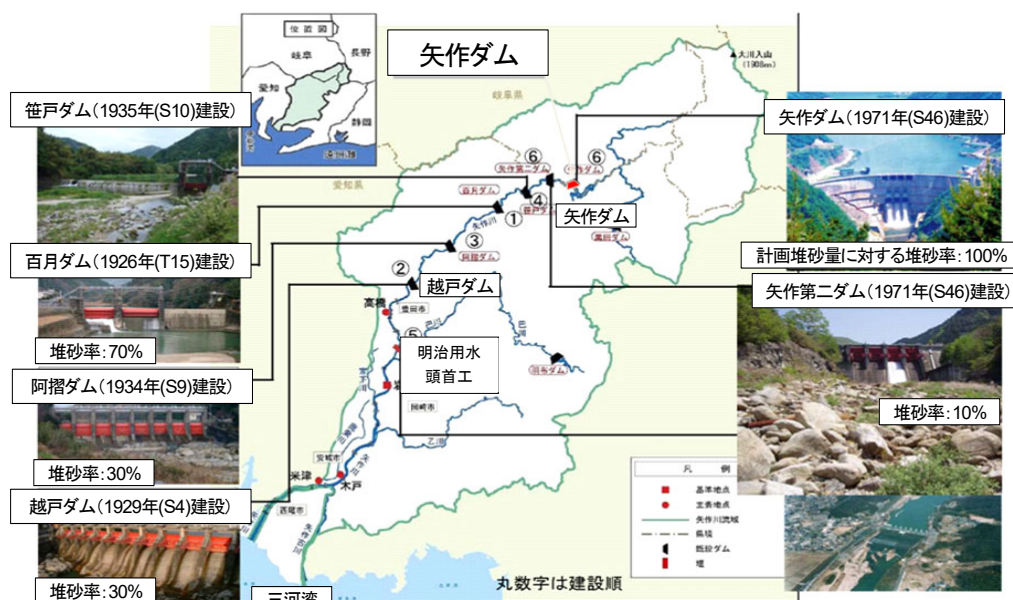 位置図
岐阜
長野
愛知
静岡
矢作ダム
大川入山
(1908m)
岐阜県
愛知県
笹戸ダム(1935年(S10)建設)
百月ダム(1926年(T15)建設)
堆砂率:70%
阿摺ダム(1934年(S9)建設)
堆砂率:30%
越戸ダム(1929年(S4)建設)
堆砂率:30%
矢作ダム(1971年(S46)建設)
計画堆砂量に対する堆砂率:100%
矢作第二ダム(1971年(S46)建設)
堆砂率:10%
⑥
矢作第二ダム
⑥
百月ダム
④
笹戸ダム
矢作ダム
①
矢作川
③
阿摺ダム
②
越戸ダム
高橋
豊田市
⑤
明治用水
頭首工
羽布ダム
岡崎市
乙川
安城市
米津
木戸
西尾市
矢作古川
三河湾
凡 例
基準地点
主要地点
矢作川流域
県境
既設ダム
堰
丸数字は建設順